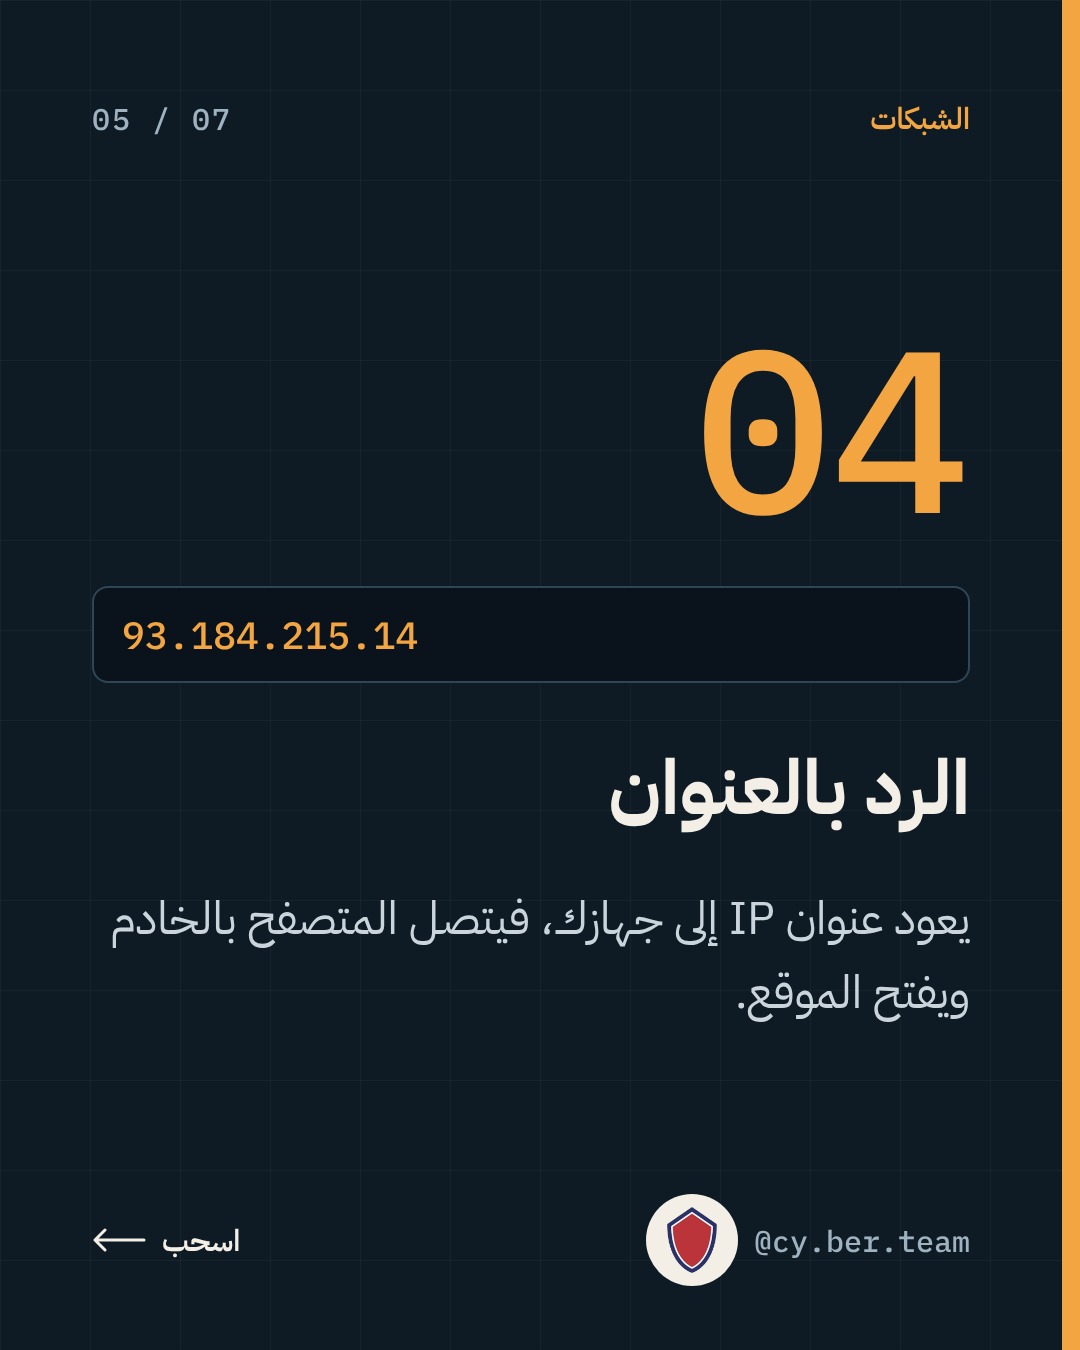 الشبكات
05 / 07
04
93.184.215.14
الرد بالعنوان
يعود عنوان IP إلى جهازك، فيتصل المتصفح بالخادم
ويفتح الموقع.
@cy.ber.team
اسحب ←